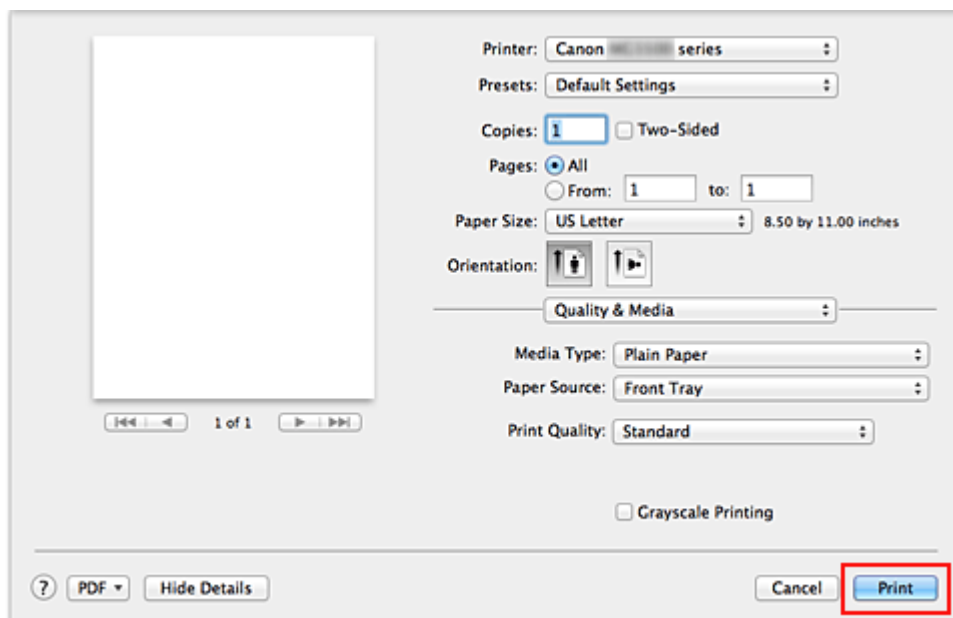 Printer: Canon series
Presets: Default Settings
Copies: 1 Two-Sided
Pages: All
From: 1 to: 1
Paper Size: US Letter 8.50 by 11.00 inches
Orientation:
Quality & Media
Media Type: Plain Paper
Paper Source: Front Tray
1 of 1
Print Quality: Standard
Grayscale Printing
? PDF Hide Details Cancel Print